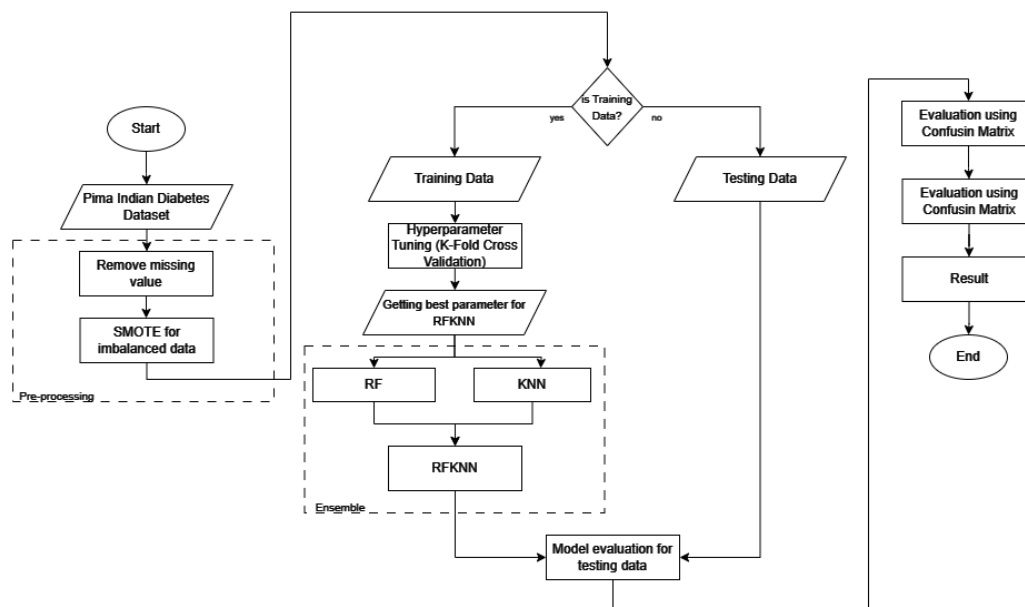 Start
Pima Indian Diabetes
Dataset
Remove missing
value
SMOTE for
imbalanced data
Pre-processing
is Training
Data?
yes
no
Training Data
Testing Data
Hyperparameter
Tuning (K-Fold Cross
Validation)
Getting best parameter for
RFKNN
RF
KNN
RFKNN
Ensemble
Model evaluation for
testing data
Evaluation using
Confusin Matrix
Evaluation using
Confusin Matrix
Result
End